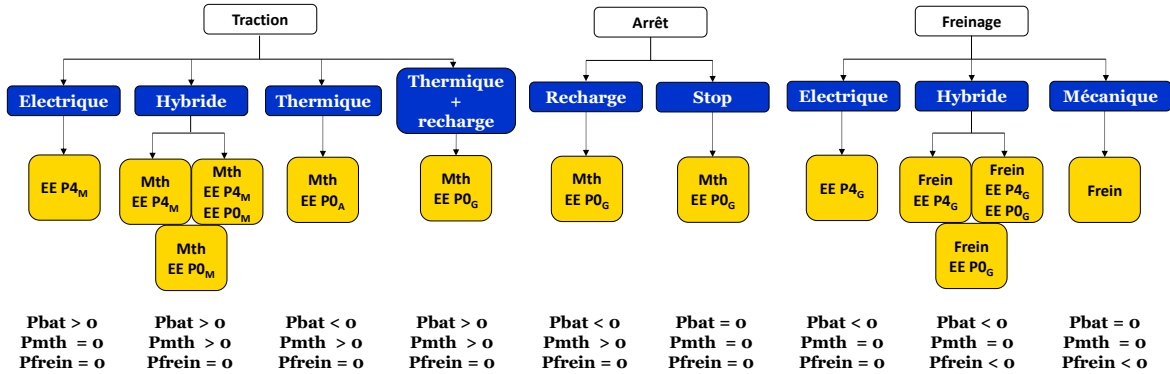 Traction
Arrêt
Freinage
Electrique
Hybride
Thermique
Thermique
+
recharge
Recharge
Stop
Electrique
Hybride
Mécanique
EE P4M
Mth
EE P4M
Mth
EE P4M
EE P0M
Mth
EE P0M
Mth
EE P0A
Mth
EE P0G
Mth
EE P0G
Mth
EE P0G
EE P4G
Frein
EE P4G
Frein
EE P4G
EE P0G
Frein
EE P0G
Frein
Pbat > 0
Pmth = 0
Pfrein = 0
Pbat > 0
Pmth > 0
Pfrein = 0
Pbat < 0
Pmth > 0
Pfrein = 0
Pbat > 0
Pmth > 0
Pfrein = 0
Pbat < 0
Pmth > 0
Pfrein = 0
Pbat = 0
Pmth = 0
Pfrein = 0
Pbat < 0
Pmth = 0
Pfrein = 0
Pbat < 0
Pmth = 0
Pfrein < 0
Pbat = 0
Pmth = 0
Pfrein < 0